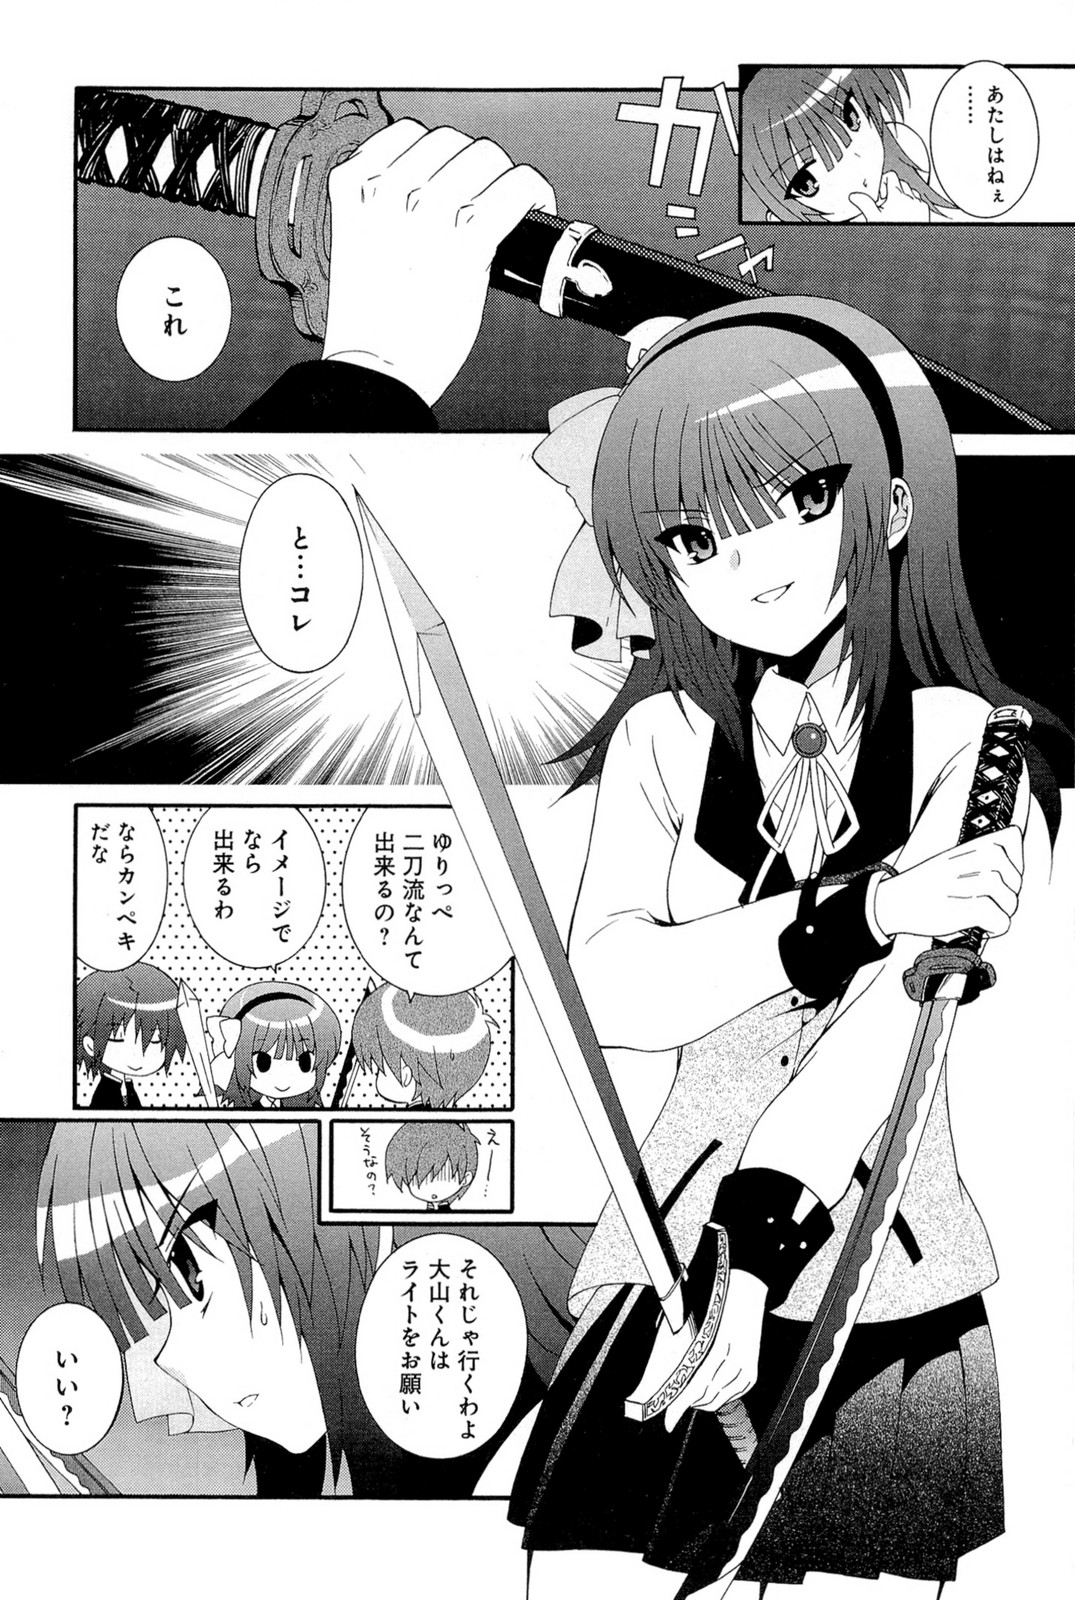 あたしはねぇ
……
ガシャ
これ
と…コレ
ゆりっぺ
二刀流なんて
出来るの？
イメージで
なら
出来るわ
ならカンペキ
だな
え……
そうなの？
それじゃ行くわよ
大山くんは
ライトをお願い
いい？